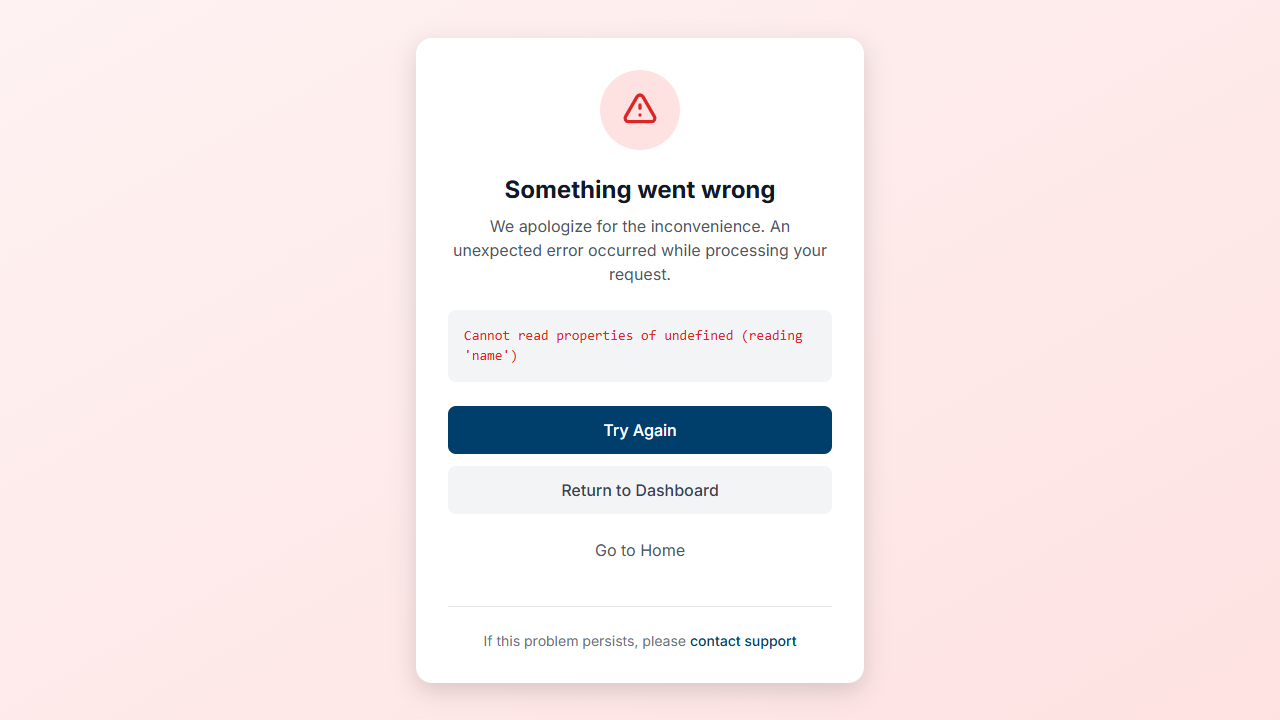 Something went wrong
We apologize for the inconvenience. An
unexpected error occurred while processing your
request.
Cannot read properties of undefined (reading
'name')
Try Again
Return to Dashboard
Go to Home
If this problem persists, please contact support